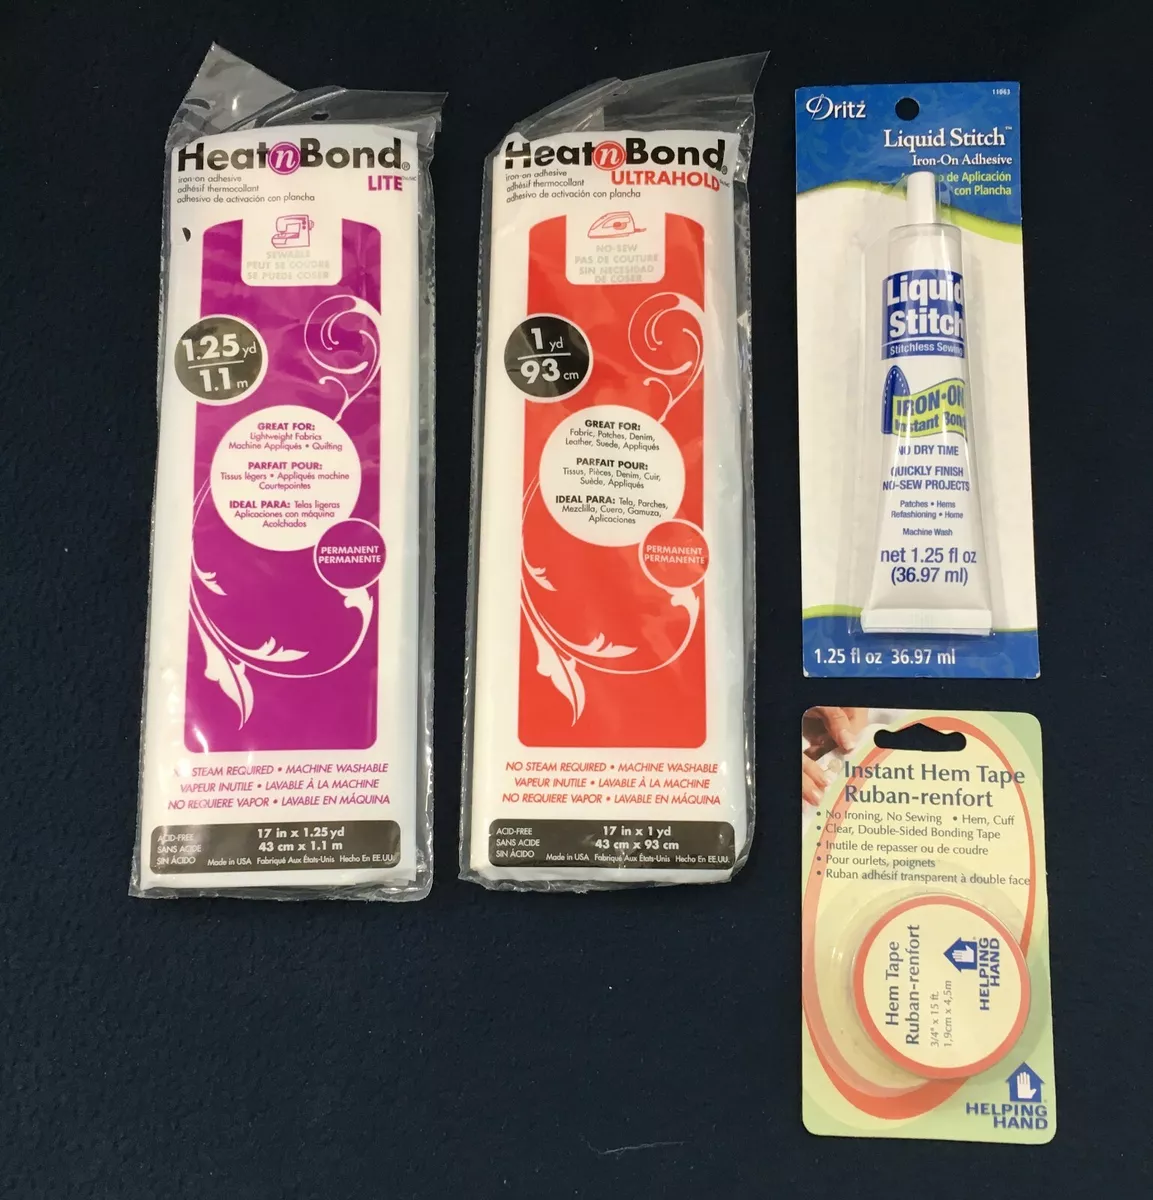 Heat n Bond®
LITE
iron-on adhesive
adhésif thermocollant
adhesivo de activación con plancha
SEWABLE
PEUT SE COUDRE
SE PUEDE COSER
1.25 yd
1.1 m
GREAT FOR:
Lightweight Fabrics
Machine Appliqués • Quilting
PARFAIT POUR:
Tissus légers • Appliqués machine
Courtepointes
IDEAL PARA: Telas ligeras
Aplicaciones con máquina
Acolchados
PERMANENT
PERMANENTE
STEAM REQUIRED • MACHINE WASHABLE
VAPEUR INUTILE • LAVABLE À LA MACHINE
NO REQUIERE VAPOR • LAVABLE EN MÁQUINA
ACID-FREE
SANS ACIDE
SIN ÁCIDO
17 in x 1.25 yd
43 cm x 1.1 m
Made in USA Fabriqué Aux États-Unis Hecho En EE.UU.
Heat n Bond®
ULTRAHOLD
iron-on adhesive
adhésif thermocollant
adhesivo de activación con plancha
NO-SEW
PAS DE COUTURE
SIN NECESIDAD
DE COSER
1 yd
93 cm
GREAT FOR:
Fabric, Patches, Denim,
Leather, Suede, Appliqués
PARFAIT POUR:
Tissus, Pièces, Denim, Cuir,
Suède, Appliqués
IDEAL PARA: Tela, Parches,
Mezclilla, Cuero, Gamuza,
Aplicaciones
PERMANENT
PERMANENTE
NO STEAM REQUIRED • MACHINE WASHABLE
VAPEUR INUTILE • LAVABLE À LA MACHINE
NO REQUIERE VAPOR • LAVABLE EN MÁQUINA
ACID-FREE
SANS ACIDE
SIN ÁCIDO
17 in x 1 yd
43 cm x 93 cm
Made in USA Fabriqué Aux États-Unis Hecho En EE.UU.
11663
Dritz
Liquid Stitch™
Iron-On Adhesive
de Aplicación
con Plancha
Liquid
Stitch
Stitchless Sewing
IRON-ON
Instant Bond
NO DRY TIME
QUICKLY FINISH
NO-SEW PROJECTS
Patches • Hems
Refashioning • Home
Machine Wash
net 1.25 fl oz
(36.97 ml)
1.25 fl oz 36.97 ml
Instant Hem Tape
Ruban-renfort
• No Ironing, No Sewing • Hem, Cuff
• Clear, Double-Sided Bonding Tape
• Inutile de repasser ou de coudre
• Pour ourlets, poignets
• Ruban adhésif transparent à double face
Hem Tape
Ruban-renfort
3/4" x 15 ft.
1,9cm x 4,5m
HELPING
HAND
HELPING
HAND